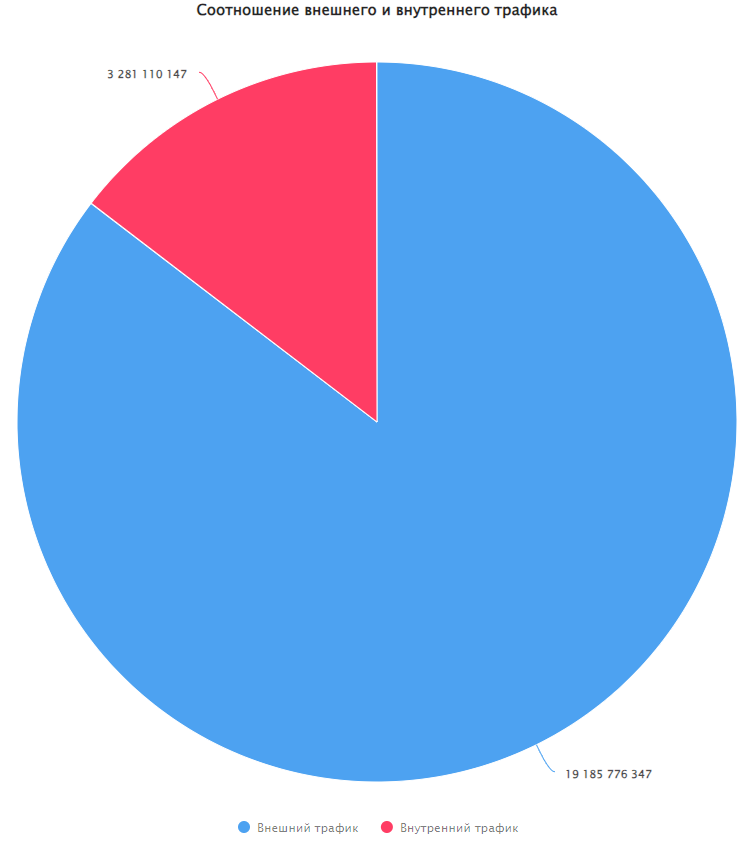 Соотношение внешнего и внутреннего трафика
3 281 110 147
19 185 776 347
Внешний трафик
Внутренний трафик